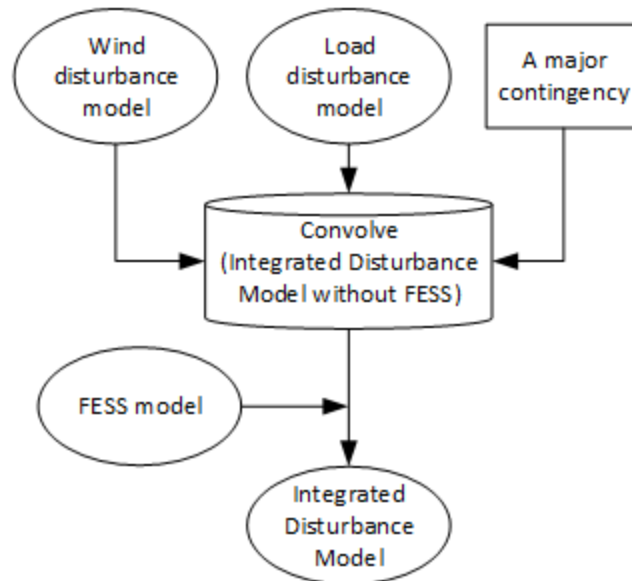 Wind
disturbance
model
Load
disturbance
model
A major
contingency
Convolve
(Integrated Disturbance
Model without FESS)
FESS model
Integrated
Disturbance
Model